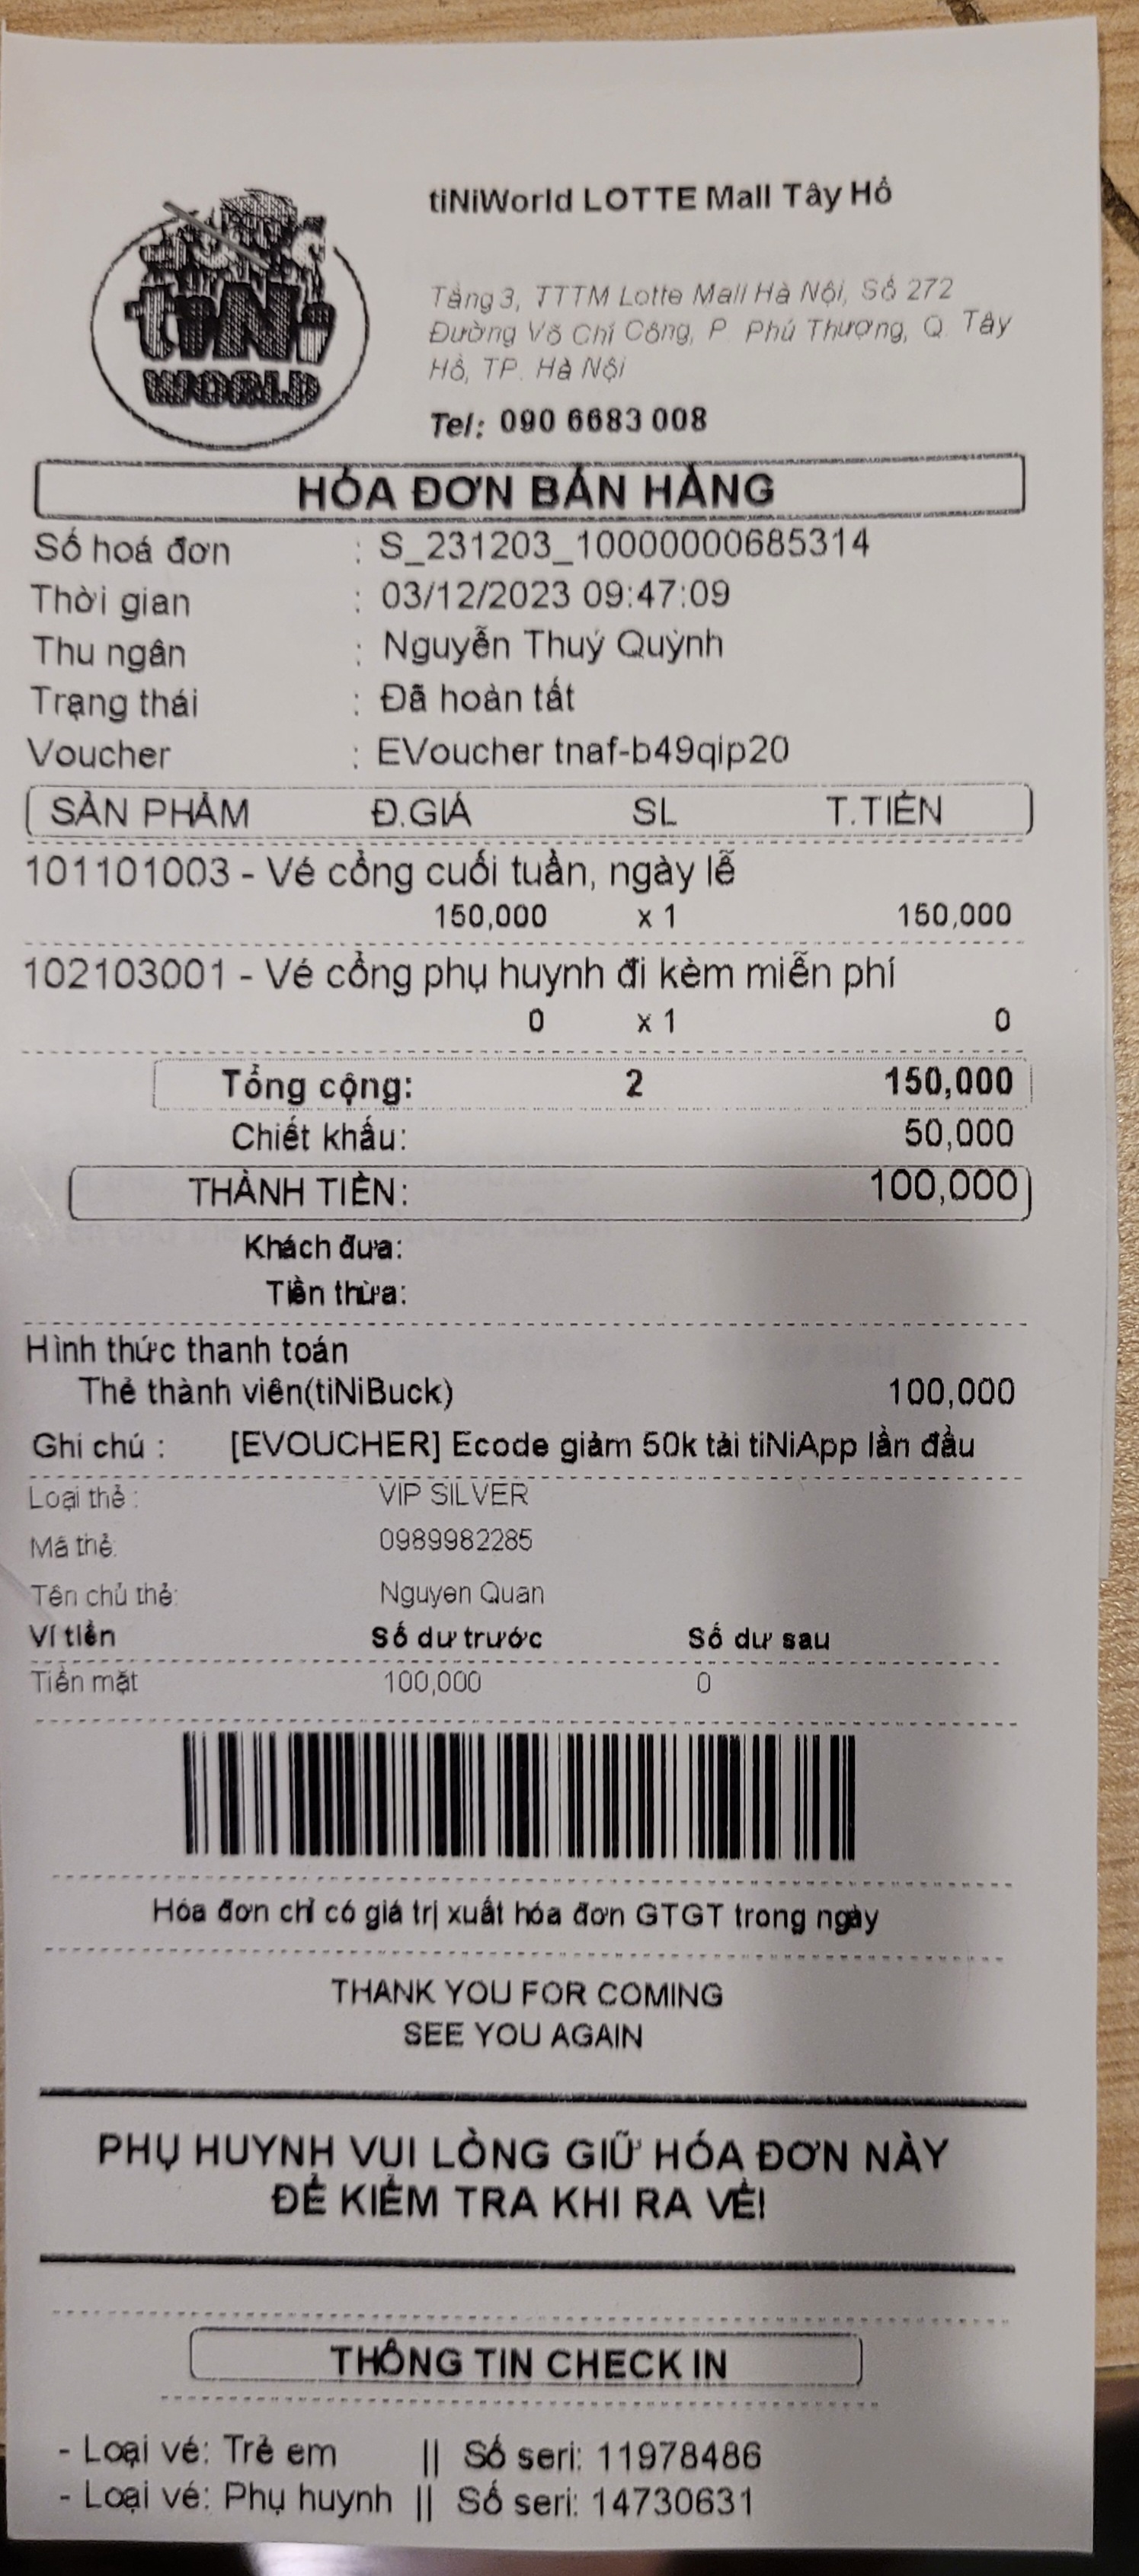 tiNi
WORLD
tiNiWorld LOTTE Mall Tây Hồ
Tầng 3, TTTM Lotte Mall Hà Nội, Số 272
Đường Võ Chí Công, P. Phú Thượng, Q. Tây
Hồ, TP. Hà Nội
Tel: 090 6683 008
HÓA ĐƠN BÁN HÀNG
Số hoá đơn : S_231203_10000000685314
Thời gian : 03/12/2023 09:47:09
Thu ngân : Nguyễn Thuý Quỳnh
Trạng thái : Đã hoàn tất
Voucher : EVoucher tnaf-b49qip20
SẢN PHẨM Đ.GIÁ SL T.TIỀN
101101003 - Vé cổng cuối tuần, ngày lễ
150,000 x 1 150,000
102103001 - Vé cổng phụ huynh đi kèm miễn phí
0 x 1 0
Tổng cộng: 2 150,000
Chiết khấu: 50,000
THÀNH TIỀN: 100,000
Khách đưa:
Tiền thừa:
Hình thức thanh toán
Thẻ thành viên(tiNiBuck) 100,000
Ghi chú : [EVOUCHER] Ecode giảm 50k tải tiNiApp lần đầu
Loại thẻ : VIP SILVER
Mã thẻ: 0989982285
Tên chủ thẻ: Nguyen Quan
Ví tiền Số dư trước Số dư sau
Tiền mặt 100,000 0
Hóa đơn chỉ có giá trị xuất hóa đơn GTGT trong ngày
THANK YOU FOR COMING
SEE YOU AGAIN
PHỤ HUYNH VUI LÒNG GIỮ HÓA ĐƠN NÀY
ĐỂ KIỂM TRA KHI RA VỀ!
THÔNG TIN CHECK IN
- Loại vé: Trẻ em || Số seri: 11978486
- Loại vé: Phụ huynh || Số seri: 14730631